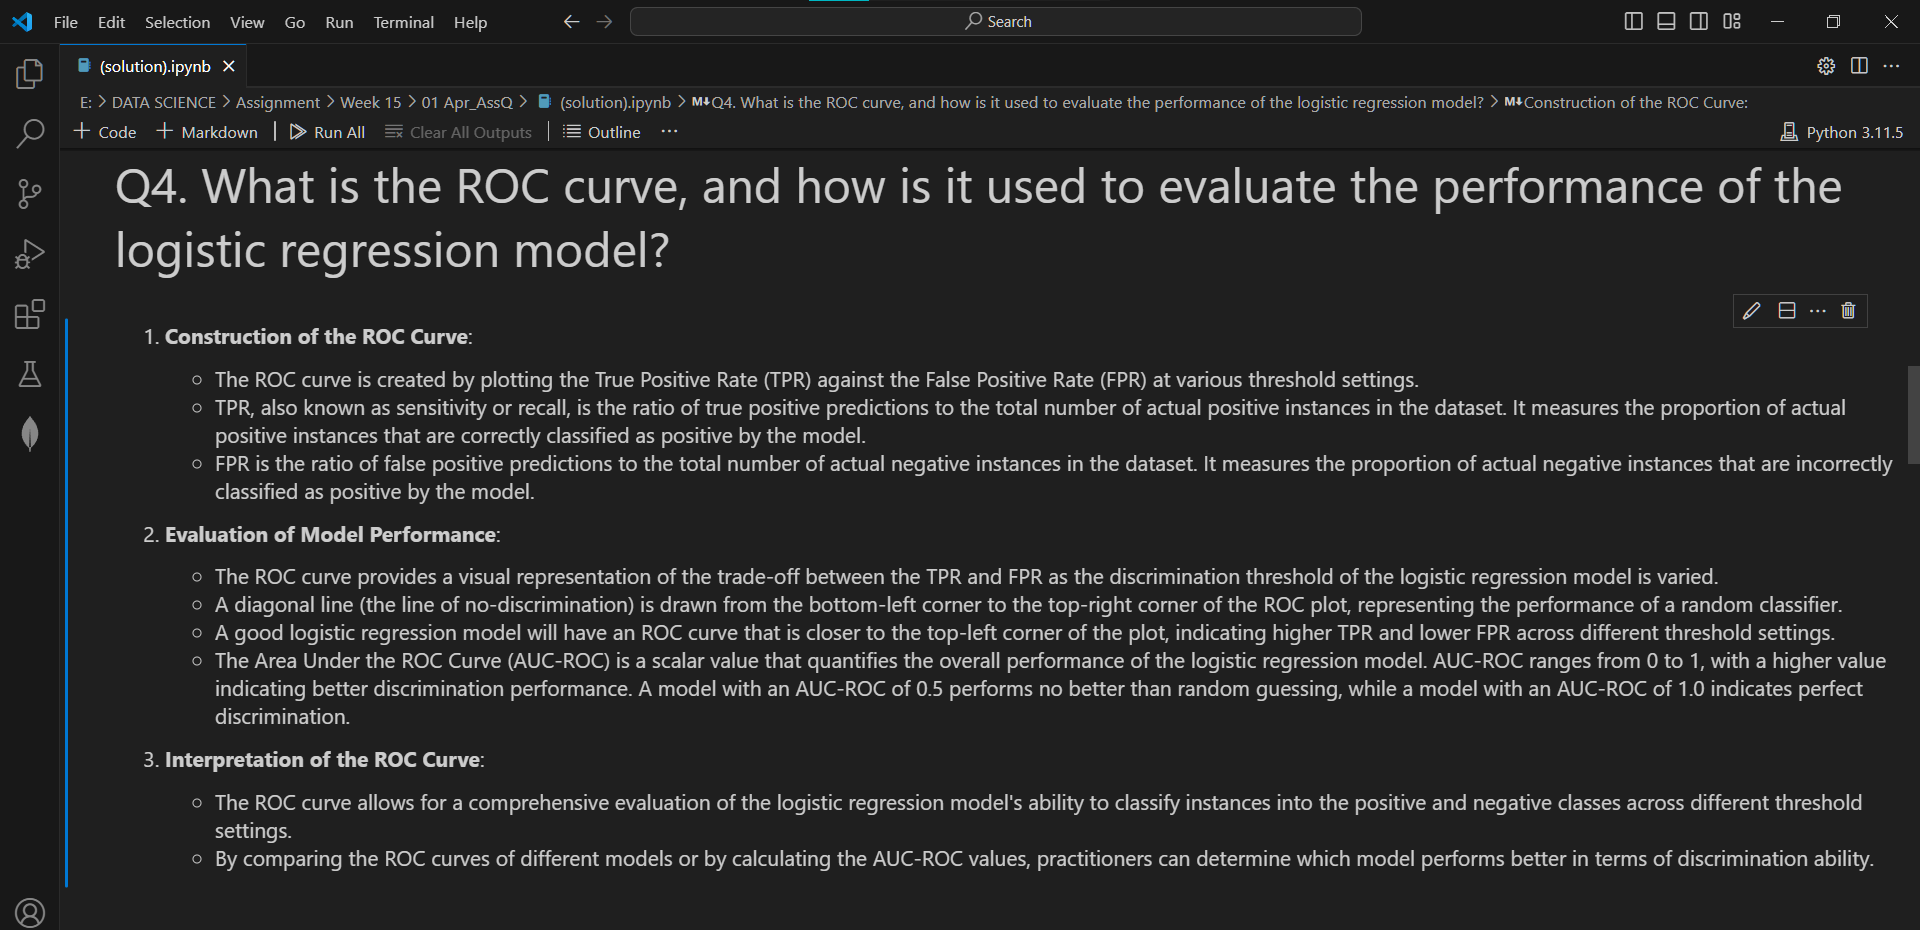 File Edit Selection View Go Run Terminal Help Search
(solution).ipynb
E: > DATA SCIENCE > Assignment > Week 15 > 01 Apr_AssQ > (solution).ipynb > M↓Q4. What is the ROC curve, and how is it used to evaluate the performance of the logistic regression model? > M↓Construction of the ROC Curve:
+ Code + Markdown Run All Clear All Outputs Outline ... Python 3.11.5
Q4. What is the ROC curve, and how is it used to evaluate the performance of the
logistic regression model?
1. Construction of the ROC Curve:
○ The ROC curve is created by plotting the True Positive Rate (TPR) against the False Positive Rate (FPR) at various threshold settings.
○ TPR, also known as sensitivity or recall, is the ratio of true positive predictions to the total number of actual positive instances in the dataset. It measures the proportion of actual
positive instances that are correctly classified as positive by the model.
○ FPR is the ratio of false positive predictions to the total number of actual negative instances in the dataset. It measures the proportion of actual negative instances that are incorrectly
classified as positive by the model.
2. Evaluation of Model Performance:
○ The ROC curve provides a visual representation of the trade-off between the TPR and FPR as the discrimination threshold of the logistic regression model is varied.
○ A diagonal line (the line of no-discrimination) is drawn from the bottom-left corner to the top-right corner of the ROC plot, representing the performance of a random classifier.
○ A good logistic regression model will have an ROC curve that is closer to the top-left corner of the plot, indicating higher TPR and lower FPR across different threshold settings.
○ The Area Under the ROC Curve (AUC-ROC) is a scalar value that quantifies the overall performance of the logistic regression model. AUC-ROC ranges from 0 to 1, with a higher value
indicating better discrimination performance. A model with an AUC-ROC of 0.5 performs no better than random guessing, while a model with an AUC-ROC of 1.0 indicates perfect
discrimination.
3. Interpretation of the ROC Curve:
○ The ROC curve allows for a comprehensive evaluation of the logistic regression model's ability to classify instances into the positive and negative classes across different threshold
settings.
○ By comparing the ROC curves of different models or by calculating the AUC-ROC values, practitioners can determine which model performs better in terms of discrimination ability.